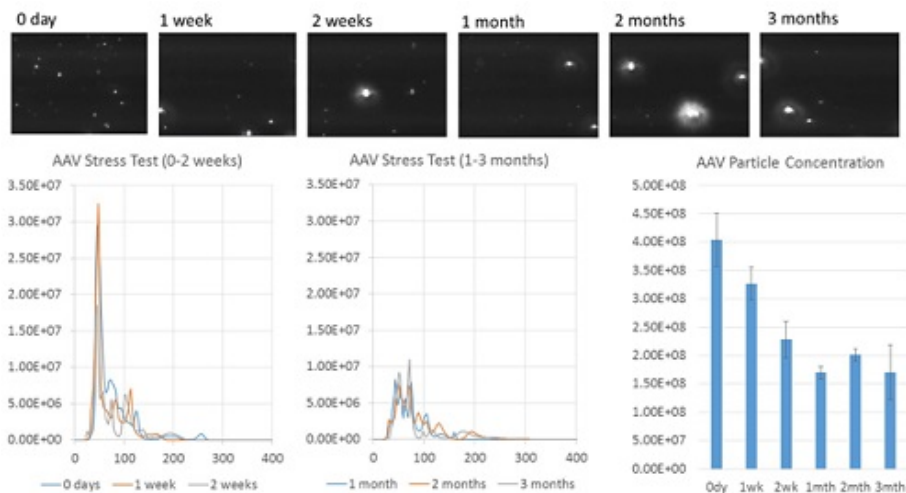 0 day
1 week
2 weeks
1 month
2 months
3 months
AAV Stress Test (0-2 weeks)
3.50E+07
3.00E+07
2.50E+07
2.00E+07
1.50E+07
1.00E+07
5.00E+06
0.00E+00
0 100 200 300 400
0 days 1 week 2 weeks
AAV Stress Test (1-3 months)
3.50E+07
3.00E+07
2.50E+07
2.00E+07
1.50E+07
1.00E+07
5.00E+06
0.00E+00
0 100 200 300 400
1 month 2 months 3 months
AAV Particle Concentration
5.00E+08
4.50E+08
4.00E+08
3.50E+08
3.00E+08
2.50E+08
2.00E+08
1.50E+08
1.00E+08
5.00E+07
0.00E+00
0dy 1wk 2wk 1mth 2mth 3mth